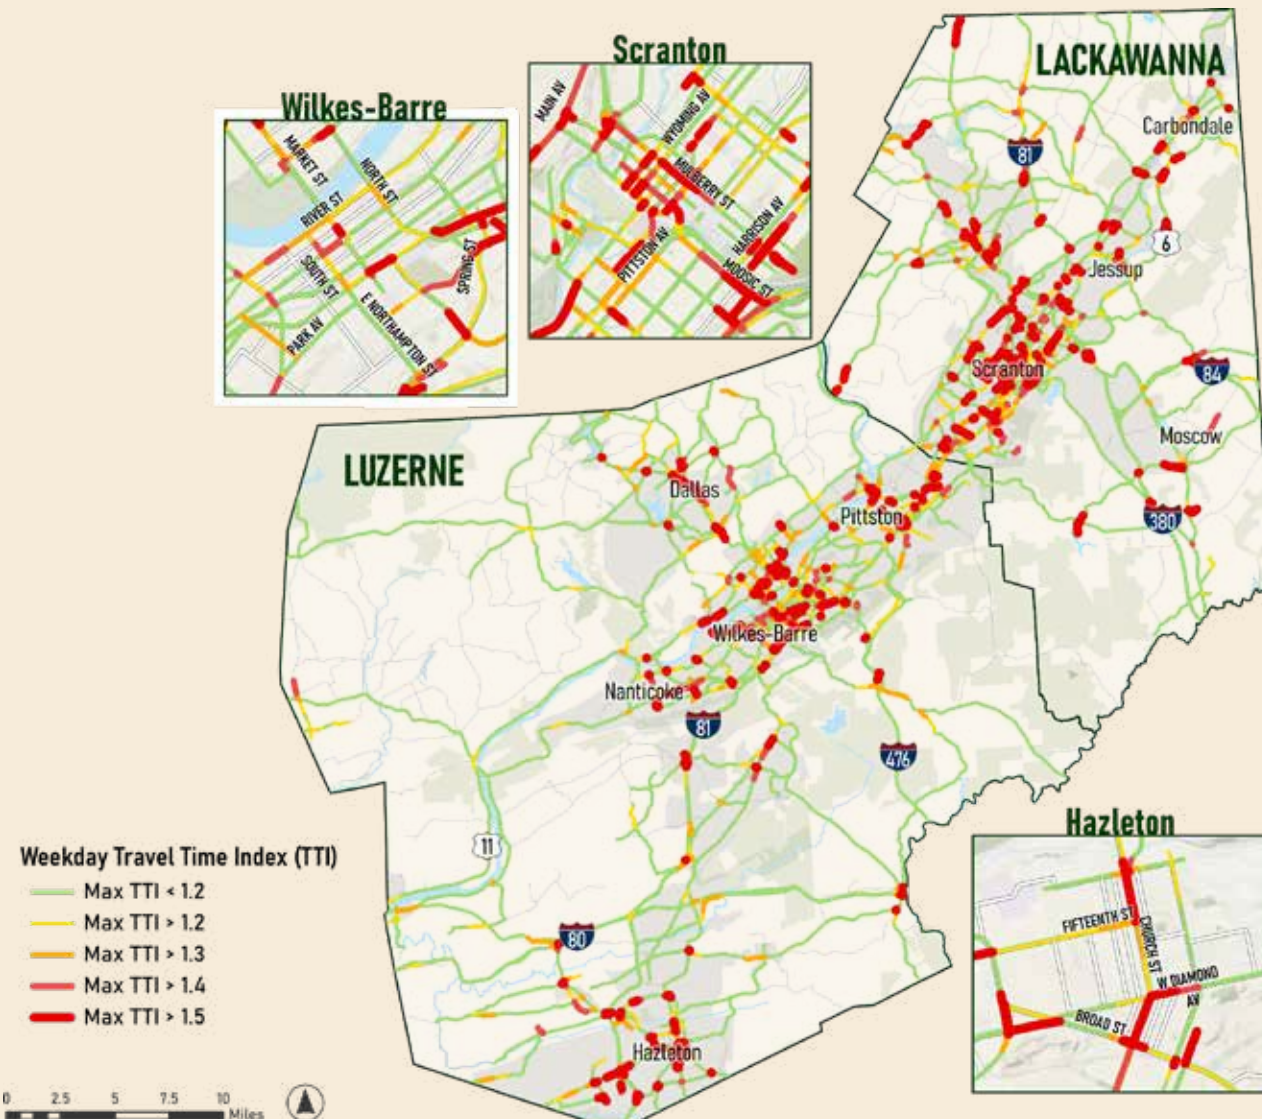 Scranton
MAIN AV
WYOMING AV
MULBERRY ST
HARRISON AV
PITTSTON AV
MOOSIC ST
Wilkes-Barre
MARKET ST
NORTH ST
RIVER ST
SOUTH ST
SPRING ST
E NORTHAMPTON ST
PARK AV
LACKAWANNA
Carbondale
81
6
Jessup
Scranton
84
Moscow
380
LUZERNE
Dallas
Pittston
Wilkes-Barre
Nanticoke
81
476
11
80
Hazleton
Hazleton
FIFTEENTH ST
CHURCH ST
W DIAMOND
AV
BROAD ST
Weekday Travel Time Index (TTI)
Max TTI < 1.2
Max TTI > 1.2
Max TTI > 1.3
Max TTI > 1.4
Max TTI > 1.5
0 2.5 5 7.5 10
Miles